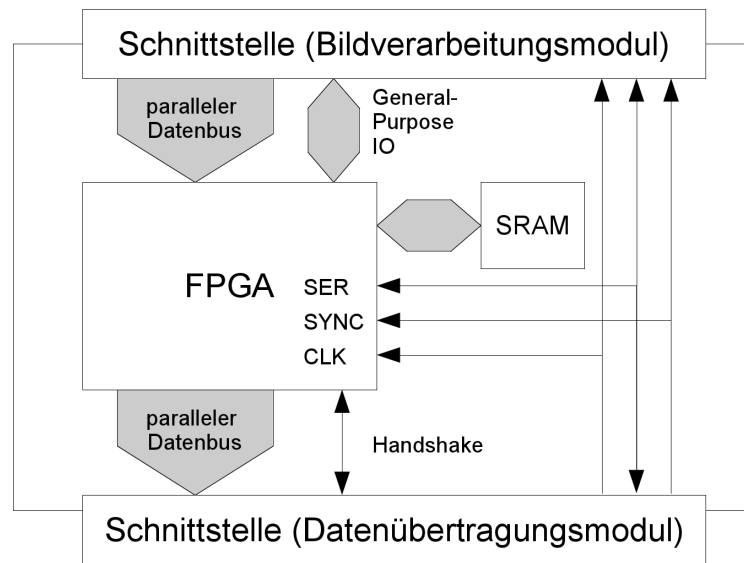 Schnittstelle (Bildverarbeitungsmodul)
paralleler
Datenbus
General-
Purpose
IO
SRAM
FPGA
SER
SYNC
CLK
paralleler
Datenbus
Handshake
Schnittstelle (Datenübertragungsmodul)